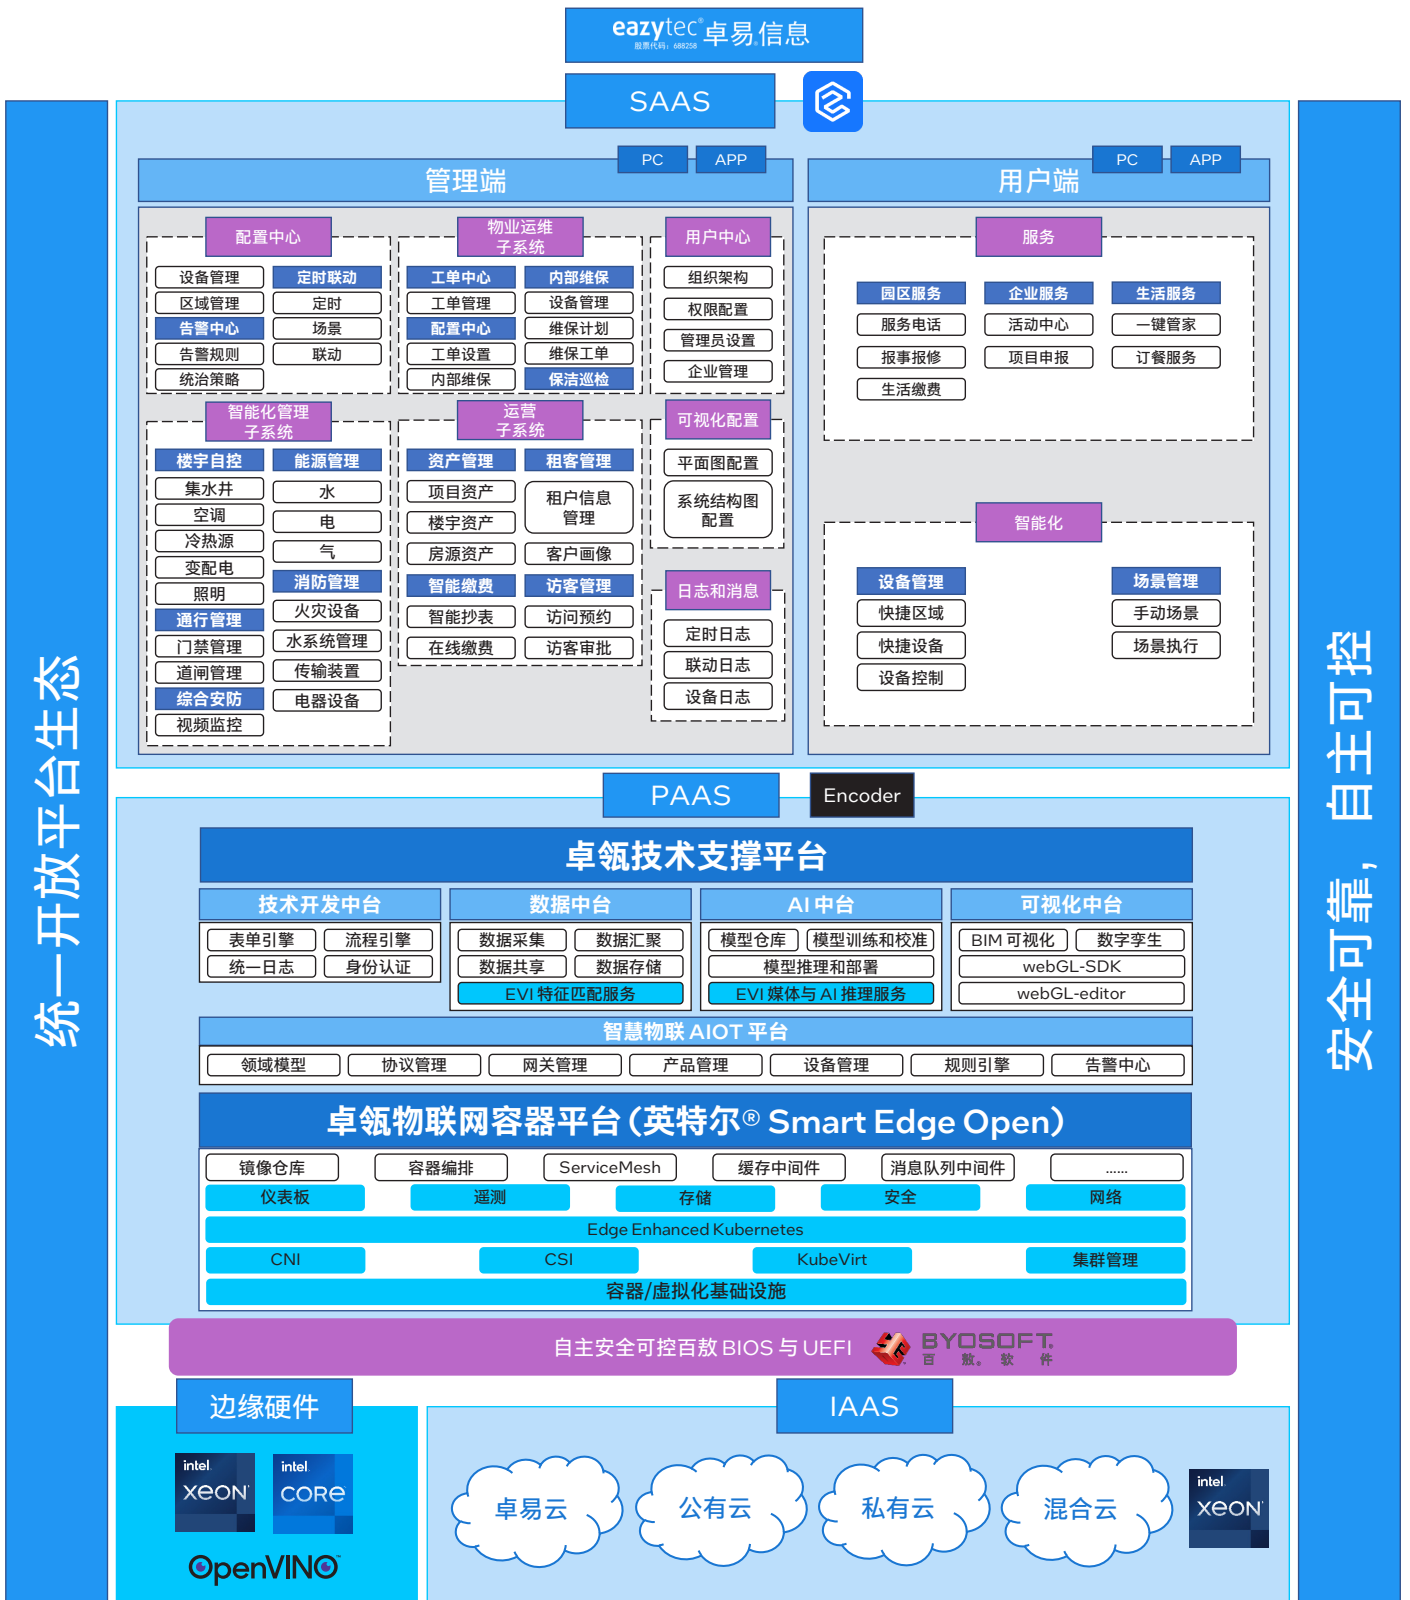 eazytec® 卓易信息
股票代码：688258
SAAS
统一开放平台生态
安全可靠，自主可控
管理端
PC
APP
配置中心
设备管理
区域管理
告警中心
告警规则
统治策略
定时联动
定时
场景
联动
物业运维
子系统
工单中心
工单管理
配置中心
工单设置
内部维保
内部维保
设备管理
维保计划
维保工单
保洁巡检
用户中心
组织架构
权限配置
管理员设置
企业管理
智能化管理
子系统
楼宇自控
集水井
空调
冷热源
变配电
照明
通行管理
门禁管理
道闸管理
综合安防
视频监控
能源管理
水
电
气
消防管理
火灾设备
水系统管理
传输装置
电器设备
运营
子系统
资产管理
项目资产
楼宇资产
房源资产
智能缴费
智能抄表
在线缴费
租客管理
租户信息
管理
客户画像
访客管理
访问预约
访客审批
可视化配置
平面图配置
系统结构图
配置
日志和消息
定时日志
联动日志
设备日志
用户端
PC
APP
服务
园区服务
服务电话
报事报修
生活缴费
企业服务
活动中心
项目申报
生活服务
一键管家
订餐服务
智能化
设备管理
快捷区域
快捷设备
设备控制
场景管理
手动场景
场景执行
PAAS
Encoder
卓瓴技术支撑平台
技术开发中台
表单引擎
流程引擎
统一日志
身份认证
数据中台
数据采集
数据汇聚
数据共享
数据存储
EVI 特征匹配服务
AI 中台
模型仓库
模型训练和校准
模型推理和部署
EVI 媒体与 AI 推理服务
可视化中台
BIM 可视化
数字孪生
webGL-SDK
webGL-editor
智慧物联 AIOT 平台
领域模型
协议管理
网关管理
产品管理
设备管理
规则引擎
告警中心
卓瓴物联网容器平台（英特尔® Smart Edge Open）
镜像仓库
容器编排
ServiceMesh
缓存中间件
消息队列中间件
......
仪表板
遥测
存储
安全
网络
Edge Enhanced Kubernetes
CNI
CSI
KubeVirt
集群管理
容器/虚拟化基础设施
自主安全可控百敖 BIOS 与 UEFI
BYOSOFT.
百敖。软件
边缘硬件
intel.
XEON
intel.
CORE
OpenVINO™
IAAS
卓易云
公有云
私有云
混合云
intel.
XEON